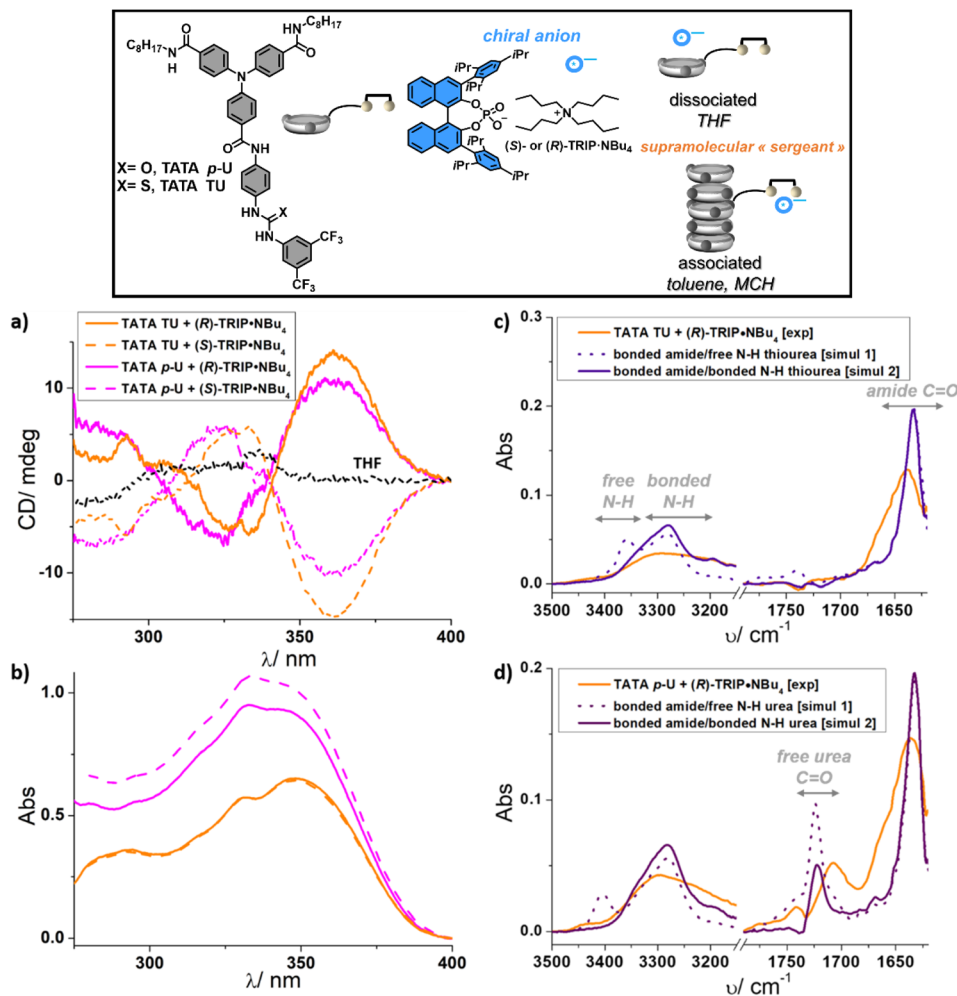 C8H17
HN
O
C8H17
N
H
O
N
O
NH
X= O, TATA p-U
X= S, TATA TU
HN
X
HN
CF3
CF3
chiral anion
iPr
iPr
iPr
O
O
P
O
O−
iPr
iPr
iPr
N
+
(S)- or (R)-TRIP·NBu4
dissociated
THF
supramolecular « sergeant »
associated
toluene, MCH
a)
TATA TU + (R)-TRIP•NBu4
TATA TU + (S)-TRIP•NBu4
TATA p-U + (R)-TRIP•NBu4
TATA p-U + (S)-TRIP•NBu4
THF
CD/ mdeg
10
0
-10
300
350
400
λ/ nm
b)
Abs
1.0
0.5
0.0
300
350
400
λ/ nm
c)
TATA TU + (R)-TRIP•NBu4 [exp]
bonded amide/free N-H thiourea [simul 1]
bonded amide/bonded N-H thiourea [simul 2]
amide C=O
free
N-H
bonded
N-H
Abs
0.3
0.2
0.1
0.0
3500
3400
3300
3200
1750
1700
1650
υ/ cm-1
d)
TATA p-U + (R)-TRIP•NBu4 [exp]
bonded amide/free N-H urea [simul 1]
bonded amide/bonded N-H urea [simul 2]
free urea
C=O
Abs
0.2
0.1
0.0
3500
3400
3300
3200
1750
1700
1650
υ/ cm-1